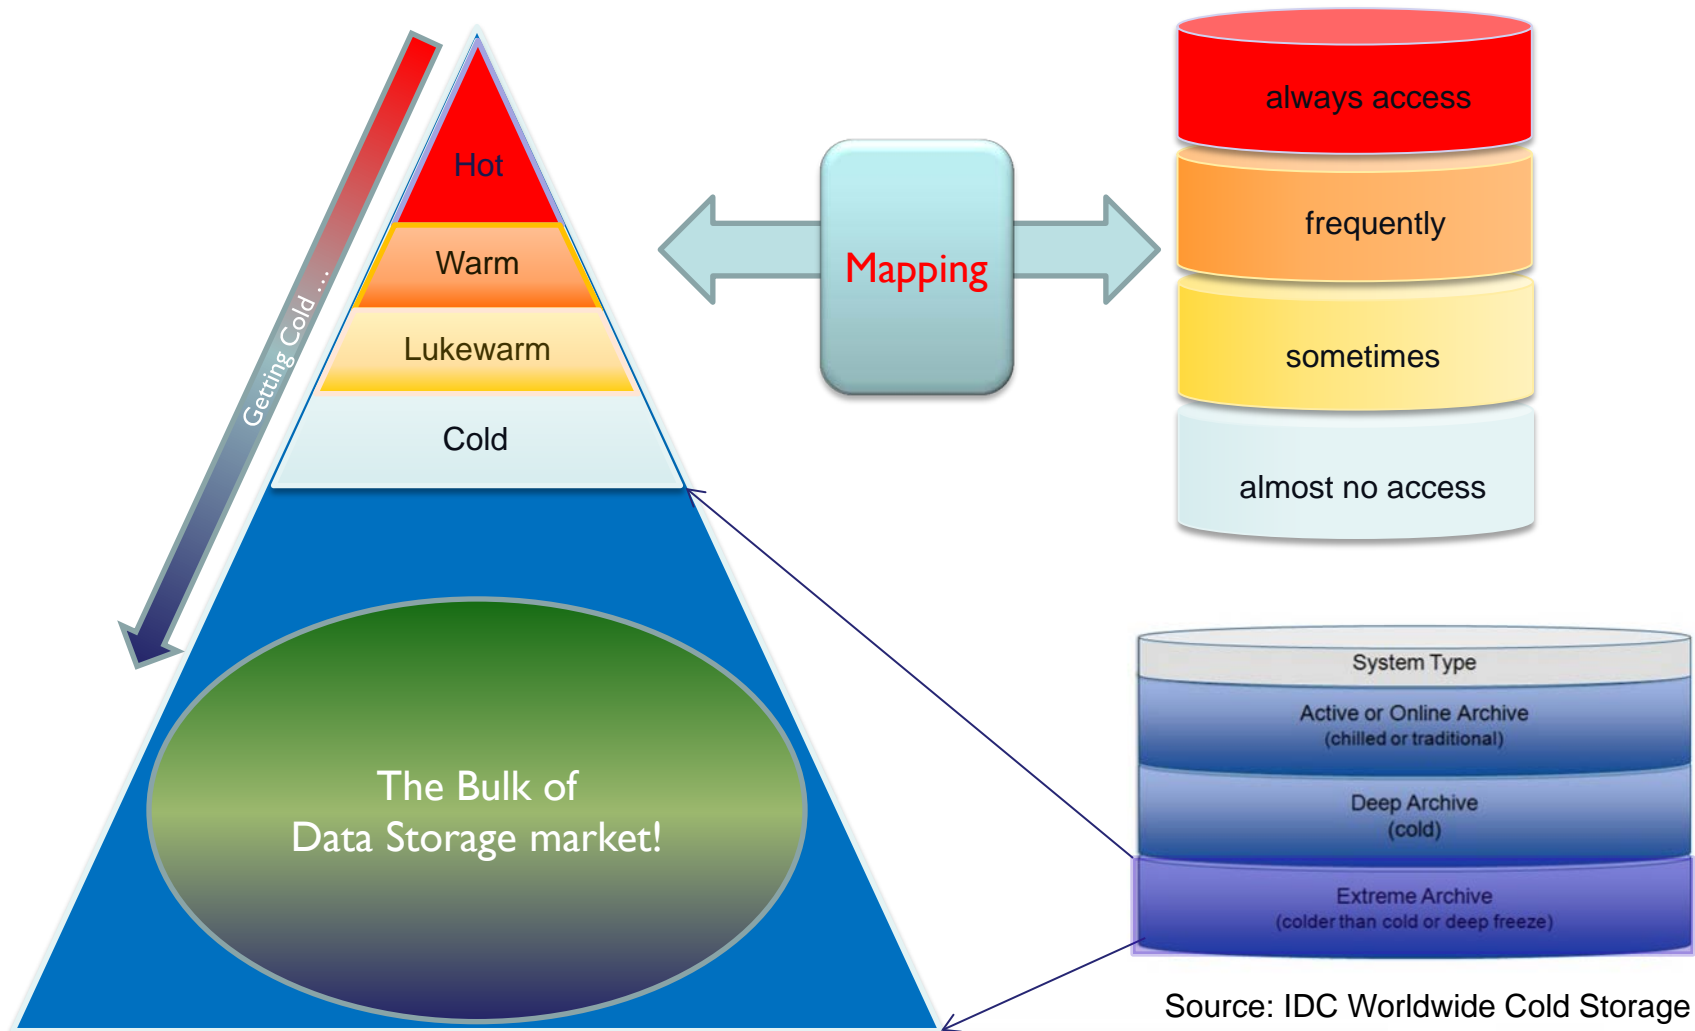 Getting Cold ...
Hot
Warm
Lukewarm
Cold
The Bulk of
Data Storage market!
Mapping
always access
frequently
sometimes
almost no access
System Type
Active or Online Archive
(chilled or traditional)
Deep Archive
(cold)
Extreme Archive
(colder than cold or deep freeze)
Source: IDC Worldwide Cold Storage